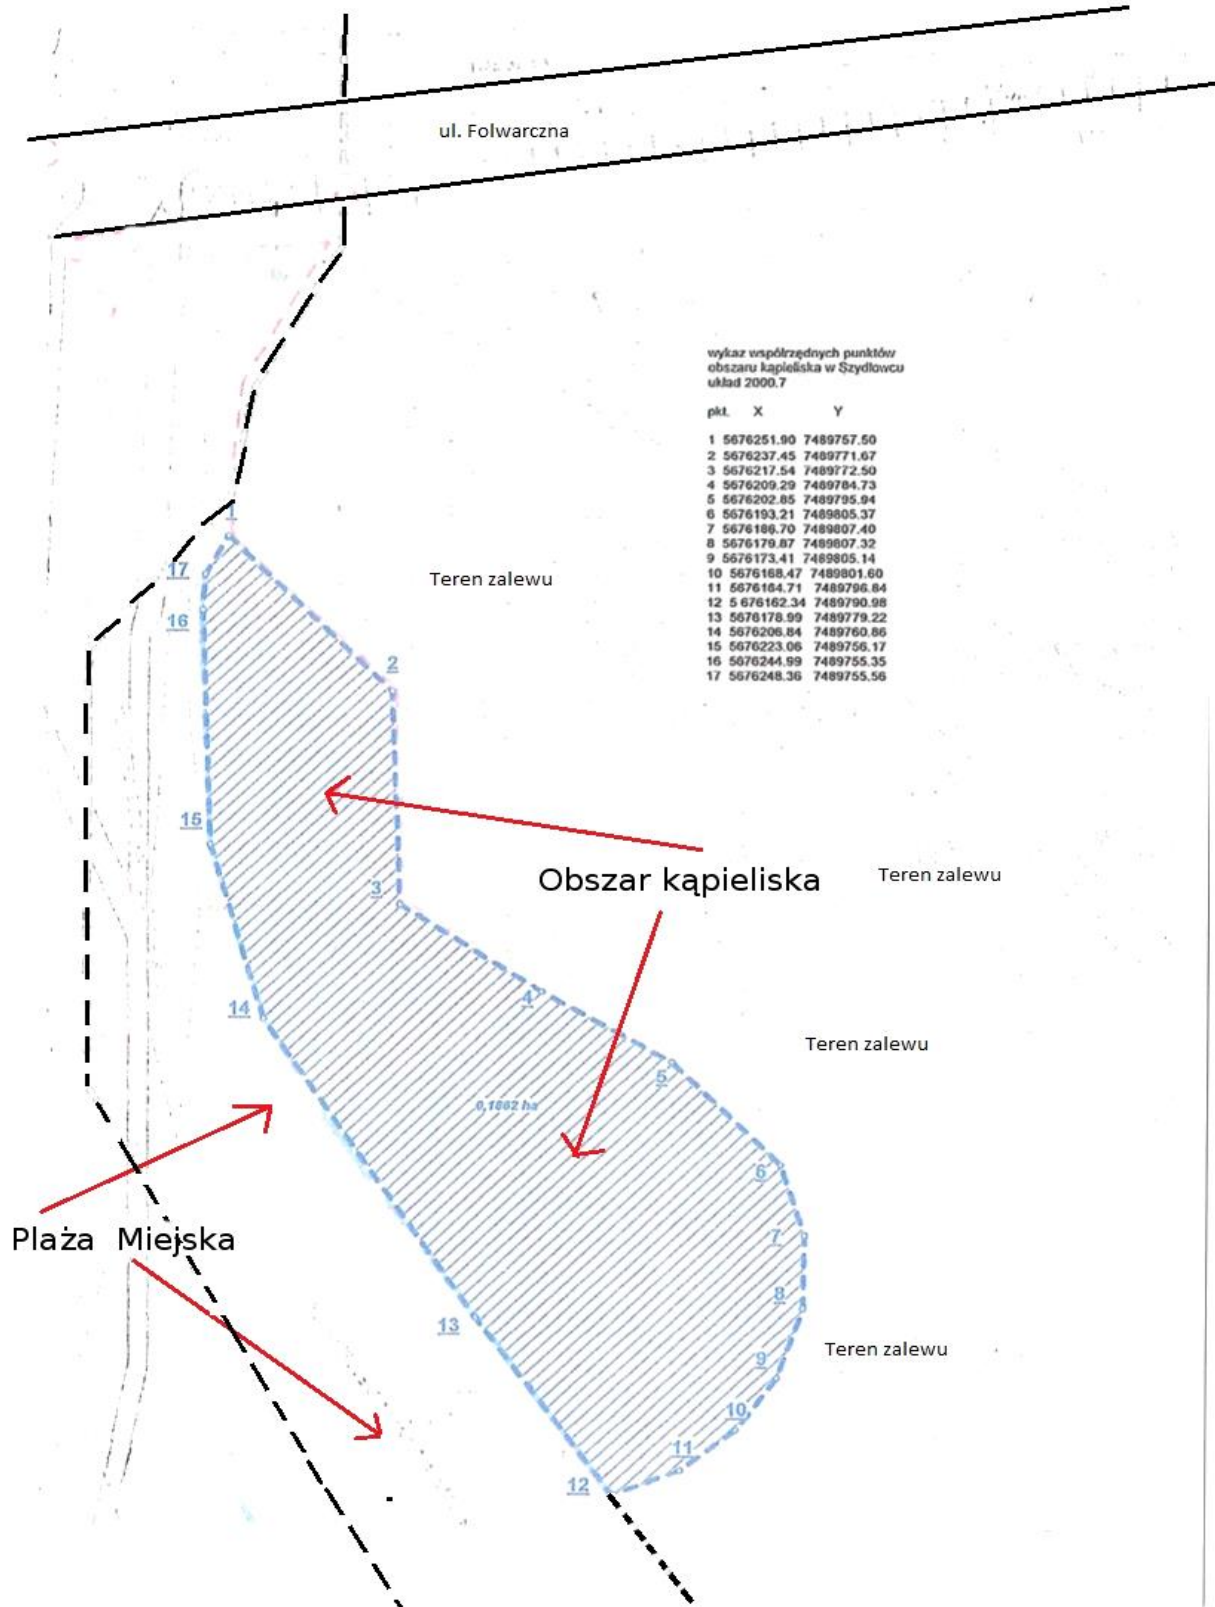 ul. Folwarczna
wykaz współrzędnych punktów
obszaru kąpieliska w Szydłowcu
układ 2000.7
pkt. X Y
1 5676251.90 7489757.50
2 5676237.45 7489771.67
3 5676217.54 7489772.50
4 5676209.29 7489784.73
5 5676202.85 7489795.94
6 5676193.21 7489805.37
7 5676186.70 7489807.40
8 5676179.87 7489807.32
9 5676173.41 7489805.14
10 5676168.47 7489801.60
11 5676164.71 7489796.84
12 5 676162.34 7489790.98
13 5676178.99 7489779.22
14 5676206.84 7489760.86
15 5676223.06 7489756.17
16 5676244.99 7489755.35
17 5676248.36 7489755.56
1
17
Teren zalewu
16
2
15
Obszar kąpieliska
Teren zalewu
3
4
14
Teren zalewu
5
0,1862 ha
6
Plaża Miejska
7
8
13
Teren zalewu
9
10
11
12